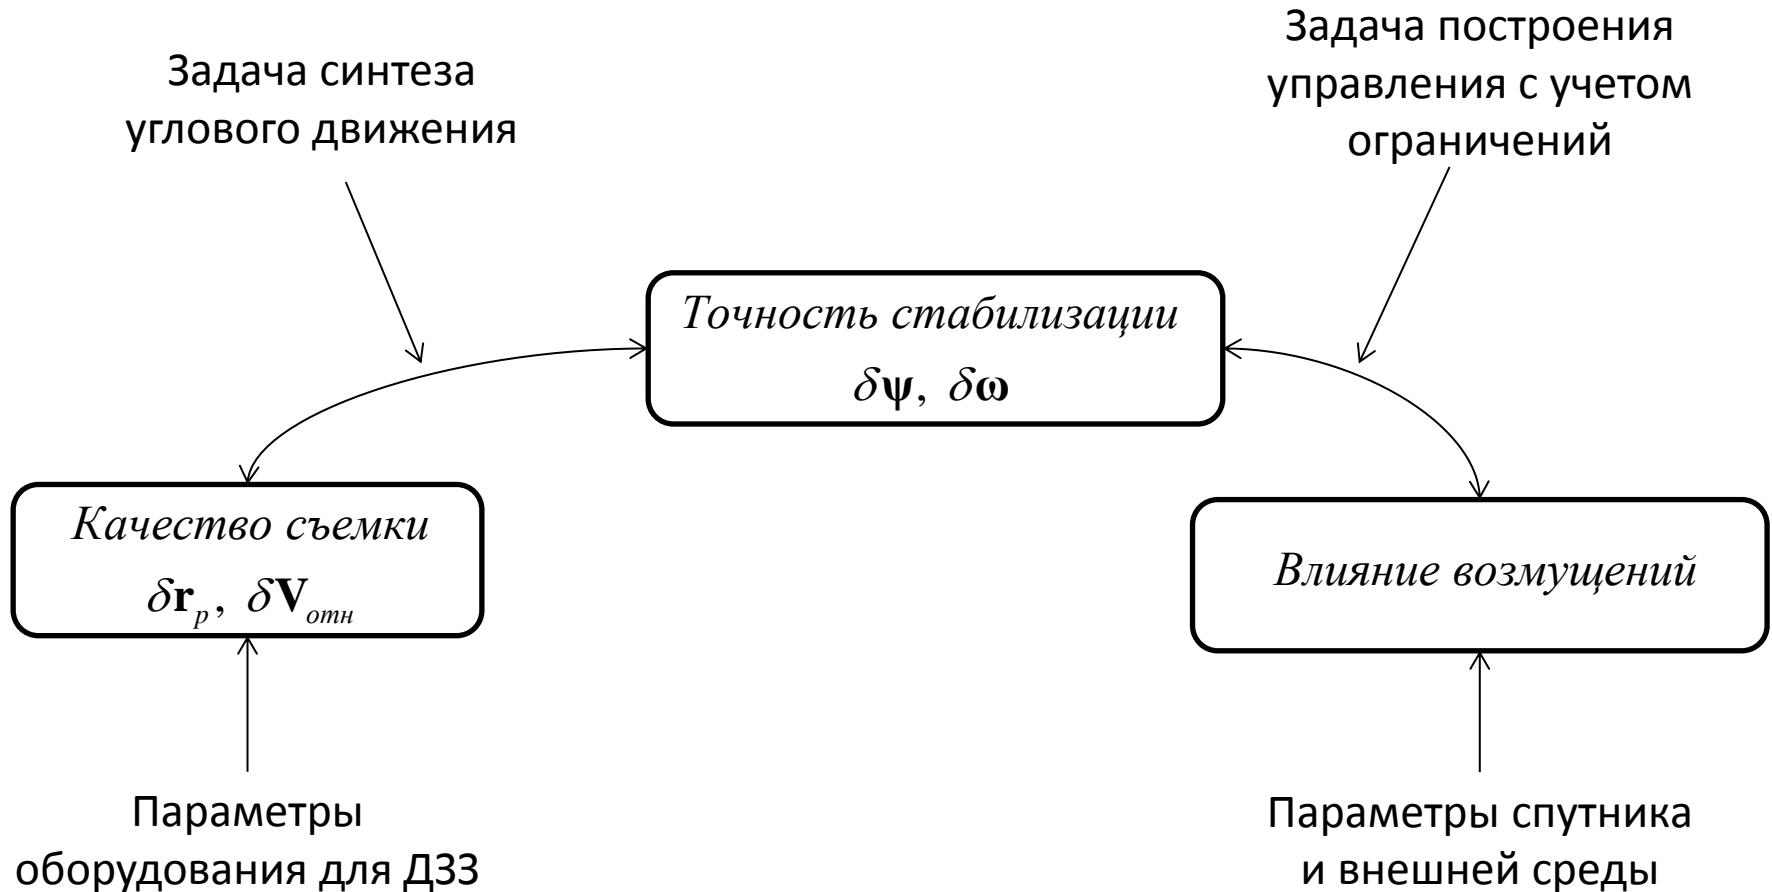 Задача синтеза
углового движения
Задача построения
управления с учетом
ограничений
Точность стабилизации
δψ, δω
Качество съемки
δr_p, δV_отн
Влияние возмущений
Параметры
оборудования для ДЗЗ
Параметры спутника
и внешней среды